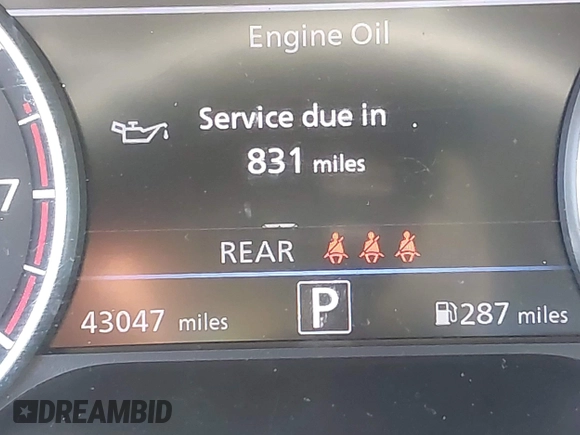 Engine Oil
Service due in
831 miles
7
REAR
43047 miles
P
287 miles
DREAMBID